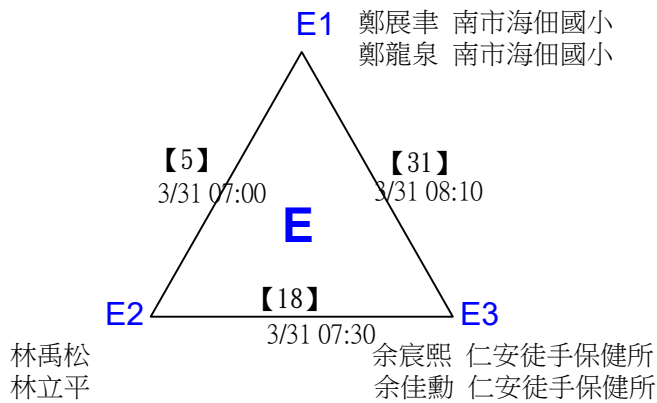 E1
鄭展聿 南市海佃國小
鄭龍泉 南市海佃國小
【5】
3/31 07:00
【31】
3/31 08:10
E
【18】
3/31 07:30
E2
E3
林禹松
林立平
余宸熙 仁安徒手保健所
余佳勳 仁安徒手保健所